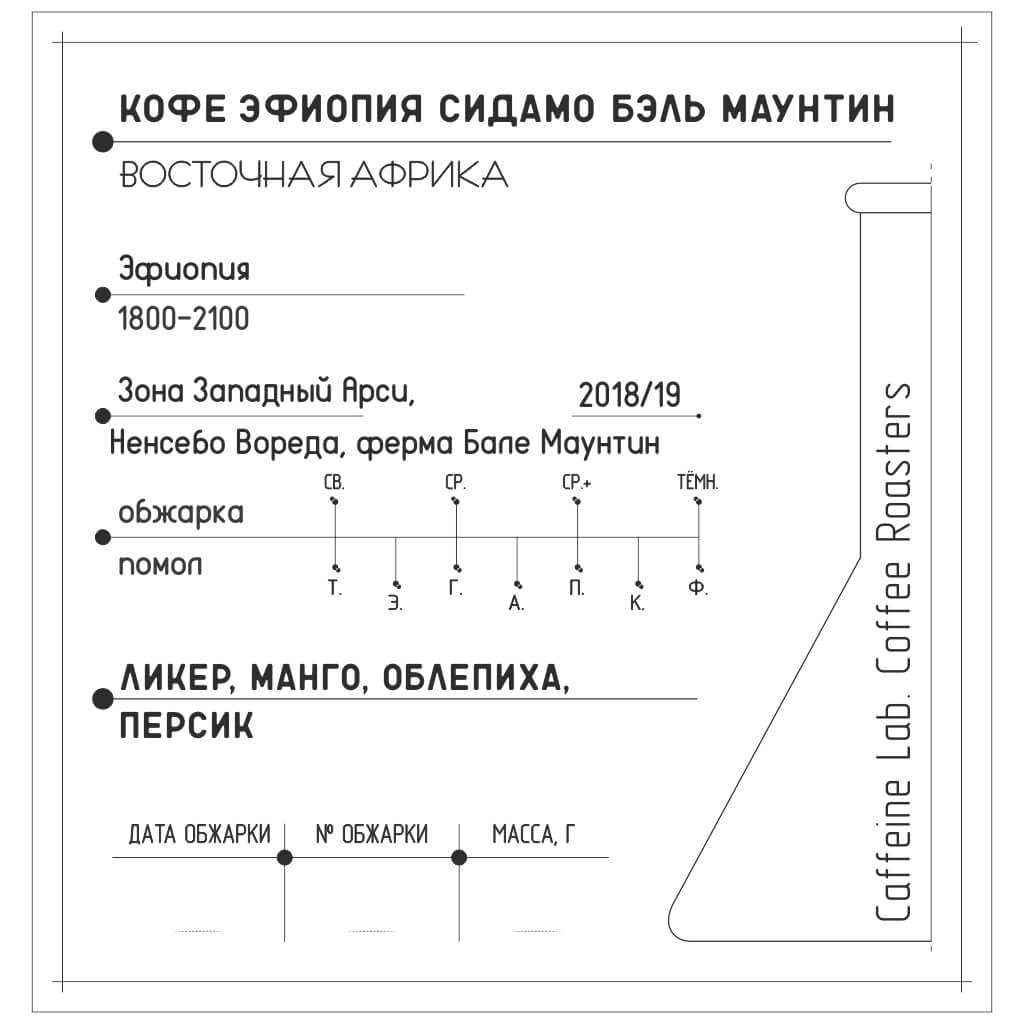 КОФЕ ЭФИОПИЯ СИДАМО БЭЛЬ МАУНТИН
ВОСТОЧНАЯ АФРИКА
Эфиопия
1800-2100
Зона Западный Арси,
2018/19
Ненсебо Вореда, ферма Бале Маунтин
СВ. СР. СР.+ ТЁМН.
обжарка
помол
Т. Э. Г. А. П. К. Ф.
ЛИКЕР, МАНГО, ОБЛЕПИХА,
ПЕРСИК
ДАТА ОБЖАРКИ № ОБЖАРКИ МАССА, Г
Caffeine Lab. Coffee Roasters